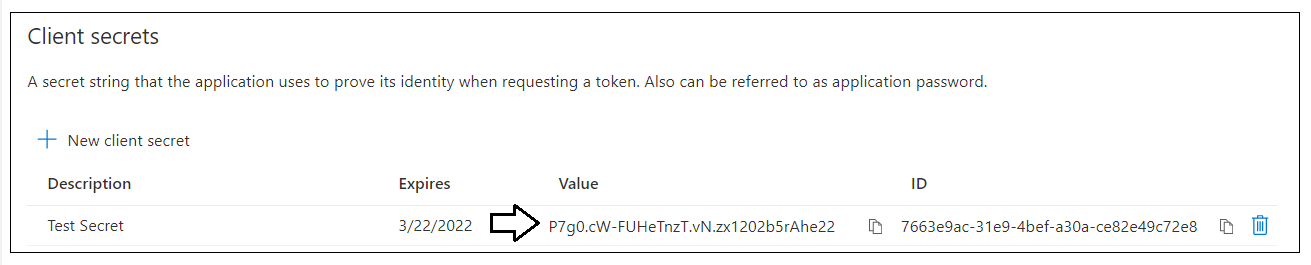 Client secrets
A secret string that the application uses to prove its identity when requesting a token. Also can be referred to as application password.
New client secret
Description Expires Value ID
Test Secret 3/22/2022 P7g0.cW-FUHeTnzT.vN.zx1202b5rAhe22 7663e9ac-31e9-4bef-a30a-ce82e49c72e8